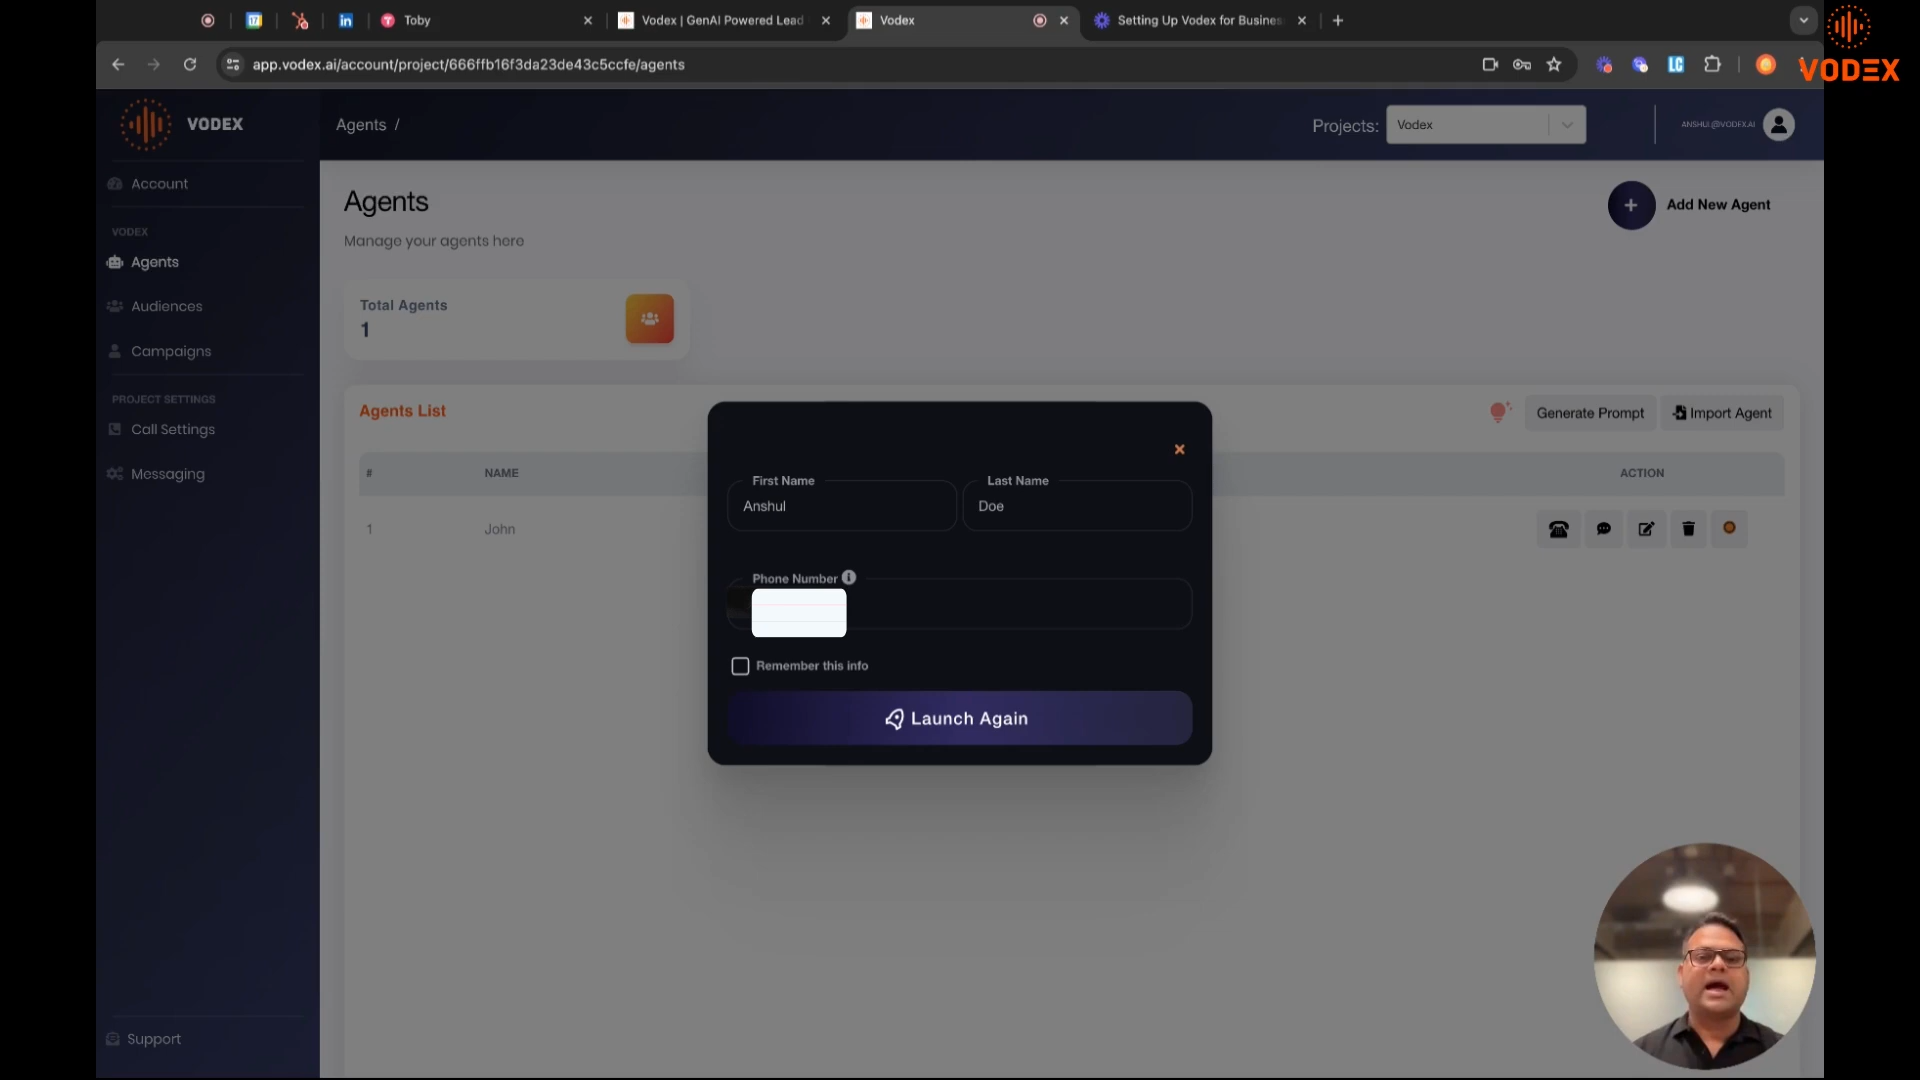 Toby
Vodex | GenAI Powered Lead
Vodex
Setting Up Vodex for Busines
app.vodex.ai/account/project/666ffb16f3da23de43c5ccfe/agents
LC
VODEX
VODEX
Agents /
Projects:
Vodex
ANSHUL@VODEX.AI
Account
VODEX
Agents
Audiences
Campaigns
PROJECT SETTINGS
Call Settings
Messaging
Support
Agents
Manage your agents here
Add New Agent
Total Agents
1
Agents List
Generate Prompt
Import Agent
#
NAME
ACTION
1
John
First Name
Anshul
Last Name
Doe
Phone Number
Remember this info
Launch Again